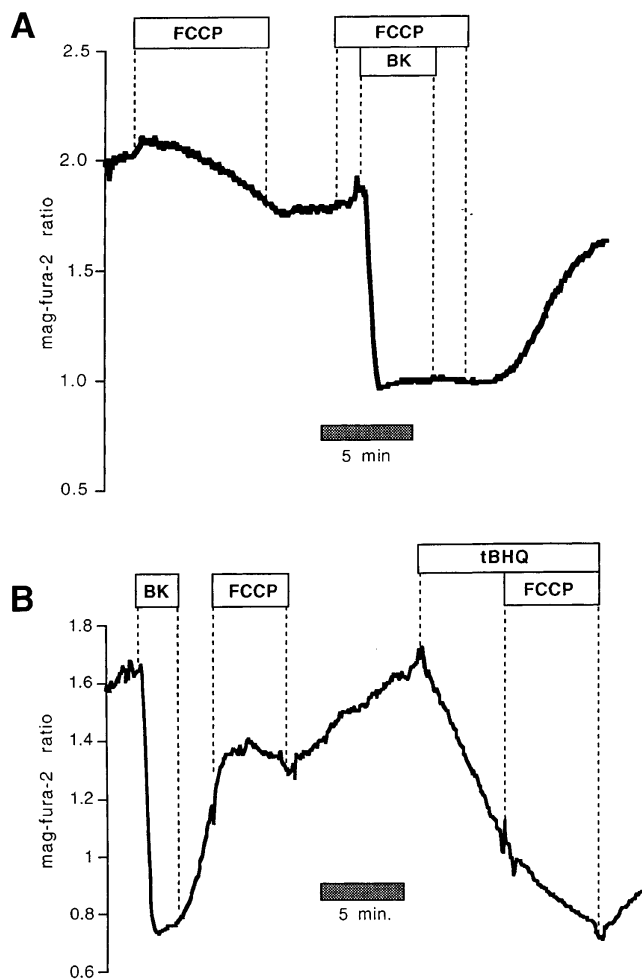 A
FCCP
FCCP
BK
2.5
2.0
1.5
1.0
0.5
mag-fura-2 ratio
5 min
B
tBHQ
BK
FCCP
FCCP
1.8
1.6
1.4
1.2
1
0.8
0.6
mag-fura-2 ratio
5 min.